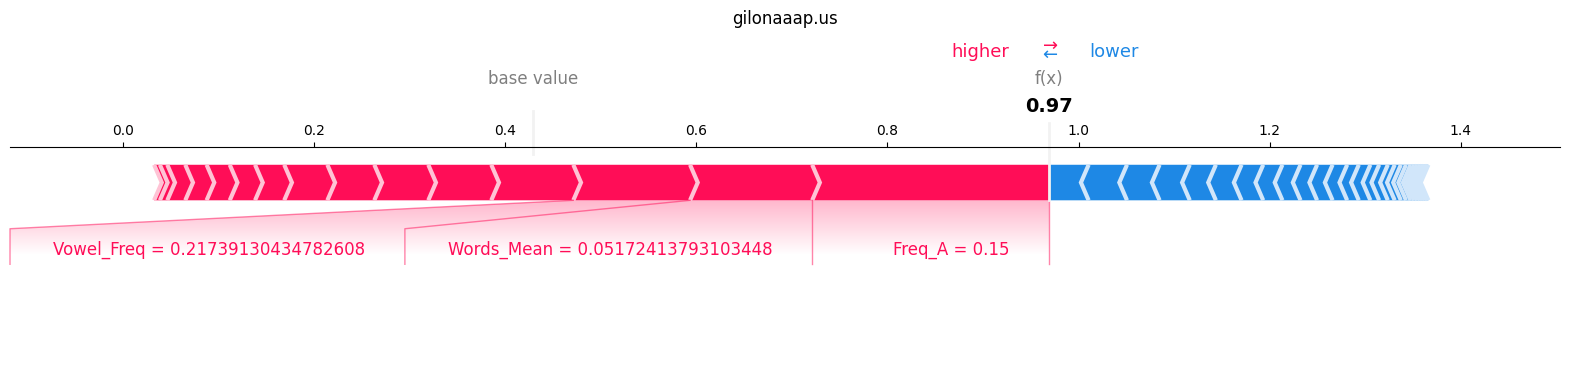 gilonaaap.us
higher ⇄ lower
base value f(x)
0.97
0.0 0.2 0.4 0.6 0.8 1.0 1.2 1.4
Vowel_Freq = 0.21739130434782608 Words_Mean = 0.05172413793103448 Freq_A = 0.15